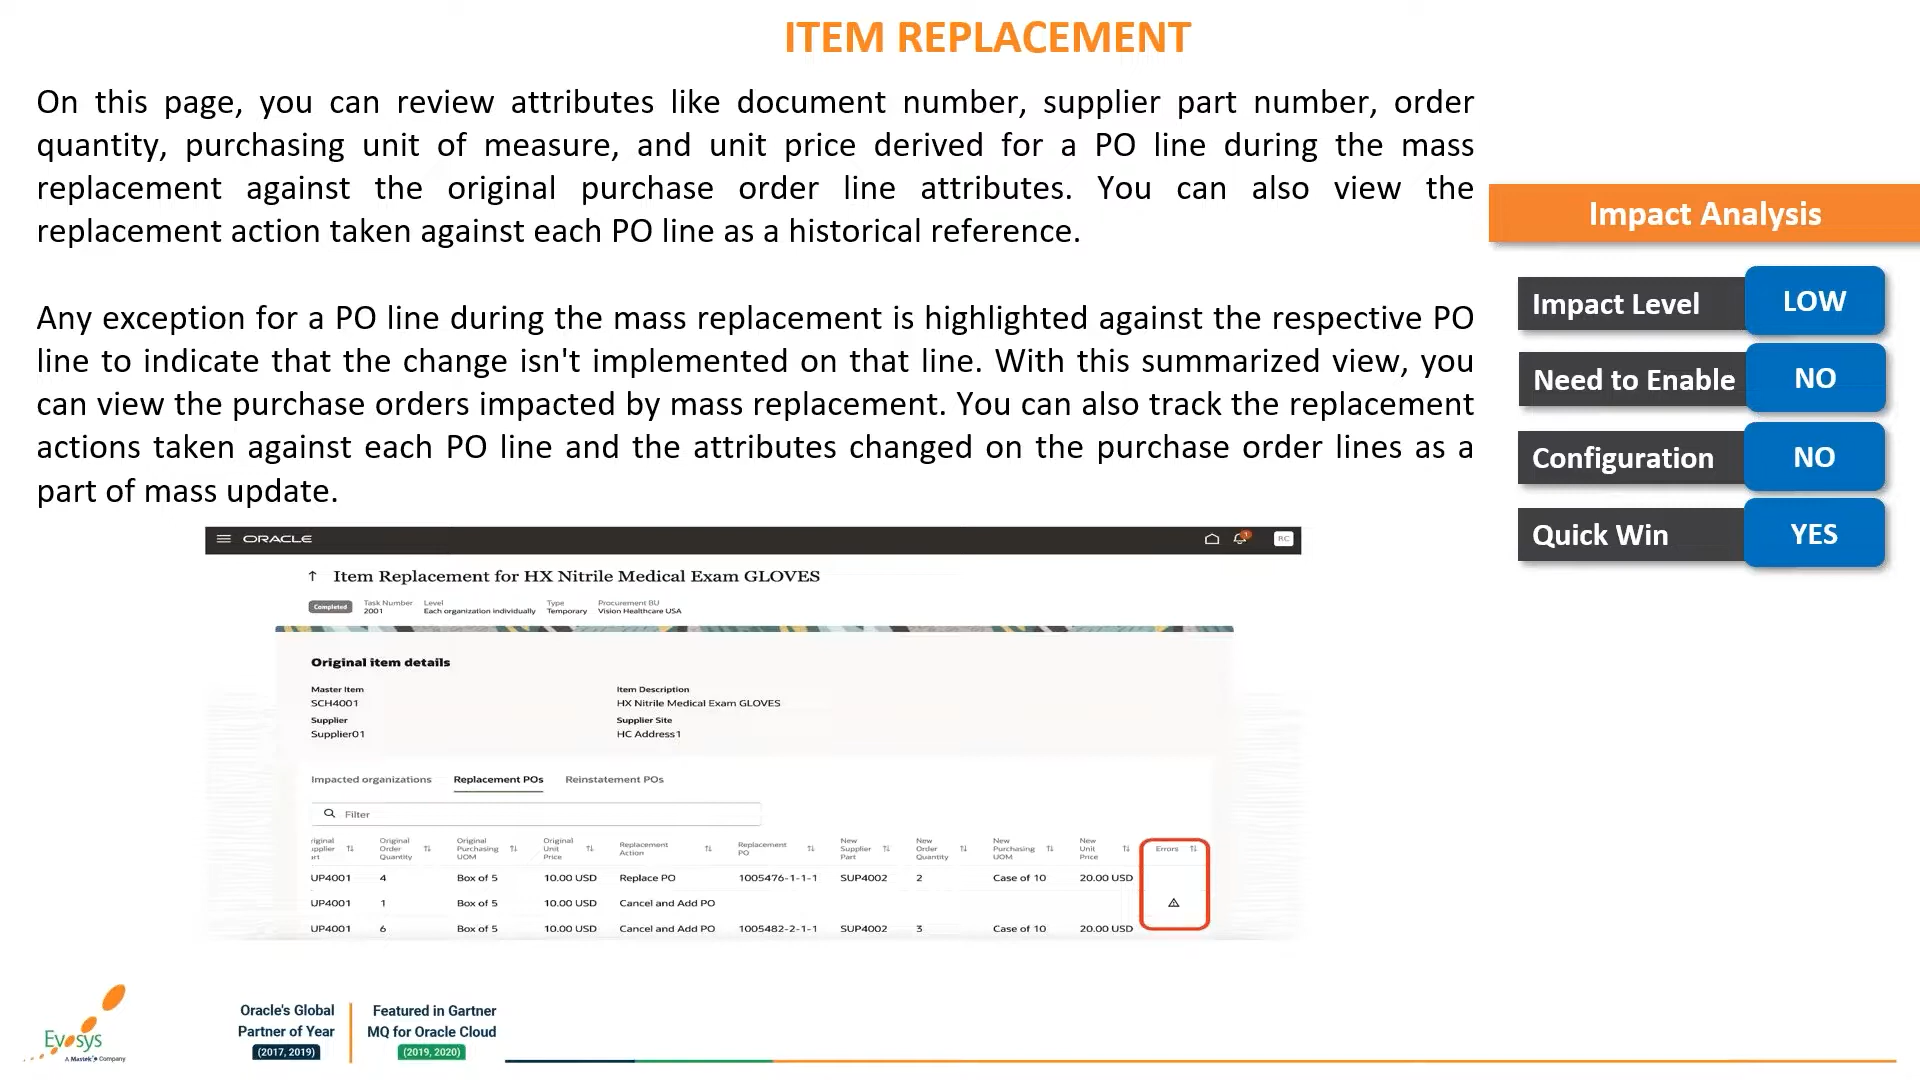 ITEM REPLACEMENT
On this page, you can review attributes like document number, supplier part number, order
quantity, purchasing unit of measure, and unit price derived for a PO line during the mass
replacement against the original purchase order line attributes. You can also view the
replacement action taken against each PO line as a historical reference.
Any exception for a PO line during the mass replacement is highlighted against the respective PO
line to indicate that the change isn't implemented on that line. With this summarized view, you
can view the purchase orders impacted by mass replacement. You can also track the replacement
actions taken against each PO line and the attributes changed on the purchase order lines as a
part of mass update.
Impact Analysis
Impact Level LOW
Need to Enable NO
Configuration NO
Quick Win YES
ORACLE RC
Item Replacement for HX Nitrile Medical Exam GLOVES
Completed Task Number Level Type Procurement BU
2001 Each organization individually Temporary Vision Healthcare USA
Original item details
Master Item Item Description
SCH4001 HX Nitrile Medical Exam GLOVES
Supplier Supplier Site
Supplier01 HC Address1
Impacted organizations Replacement POs Reinstatement POs
Filter
riginal Original Original Original Replacement Replacement New New New New Errors
upplier Order Purchasing Unit Action PO Supplier Order Purchasing Unit
art Quantity UOM Price Part Quantity UOM Price
UP4001 4 Box of 5 10.00 USD Replace PO 1005476-1-1-1 SUP4002 2 Case of 10 20.00 USD
UP4001 1 Box of 5 10.00 USD Cancel and Add PO
UP4001 6 Box of 5 10.00 USD Cancel and Add PO 1005482-2-1-1 SUP4002 3 Case of 10 20.00 USD
Evosys
A Mastek Company
Oracle's Global
Partner of Year
(2017, 2019)
Featured in Gartner
MQ for Oracle Cloud
(2019, 2020)